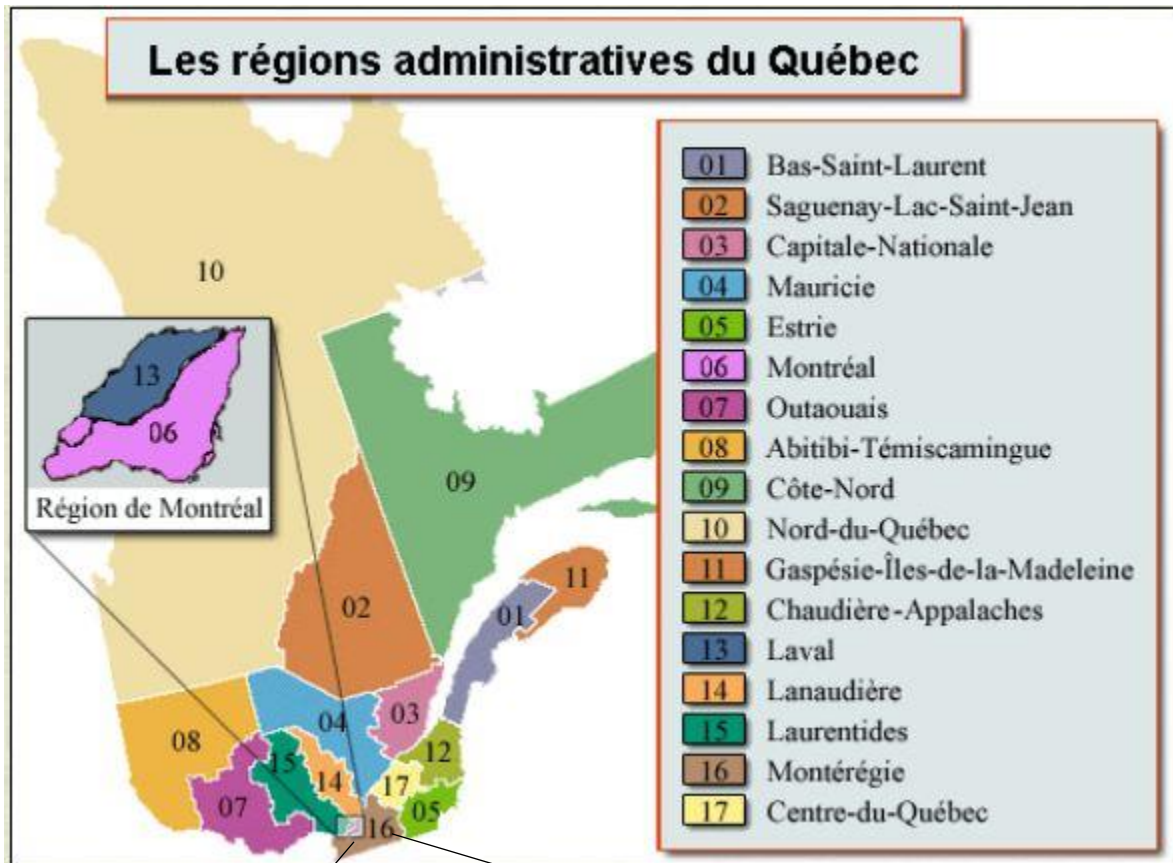 Les régions administratives du Québec
01 Bas-Saint-Laurent
02 Saguenay-Lac-Saint-Jean
03 Capitale-Nationale
04 Mauricie
05 Estrie
06 Montréal
07 Outaouais
08 Abitibi-Témiscamingue
09 Côte-Nord
10 Nord-du-Québec
11 Gaspésie-Îles-de-la-Madeleine
12 Chaudière-Appalaches
13 Laval
14 Lanaudière
15 Laurentides
16 Montérégie
17 Centre-du-Québec
10
13
06
Région de Montréal
09
02
11
01
04
03
08
12
15
14
17
07
05
16